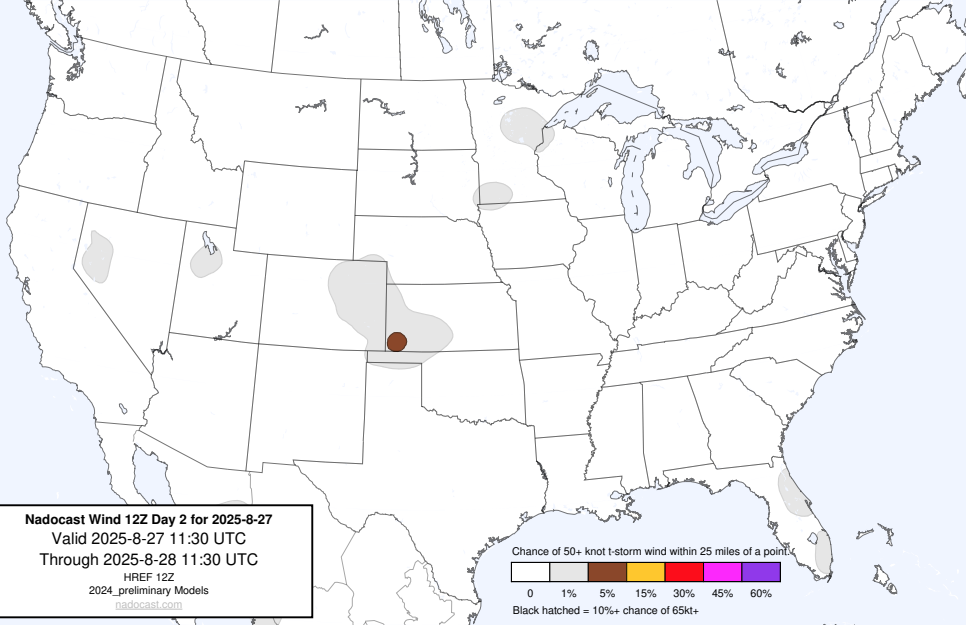 Nadocast Wind 12Z Day 2 for 2025-8-27
Valid 2025-8-27 11:30 UTC
Through 2025-8-28 11:30 UTC
HREF 12Z
2024_preliminary Models
nadocast.com
Chance of 50+ knot t-storm wind within 25 miles of a point.
0 1% 5% 15% 30% 45% 60%
Black hatched = 10%+ chance of 65kt+